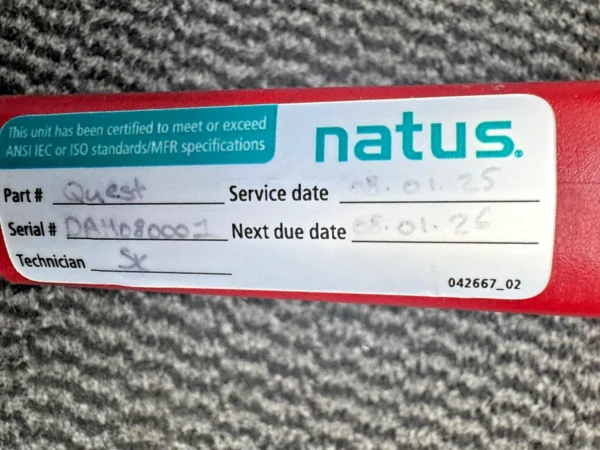 This unit has been certified to meet or exceed
ANSI IEC or ISO standards/MFR specifications
natus.
Part # Quest
Service date 08.01.25
Serial # DAH080001
Next due date 08.01.26
Technician
042667_02